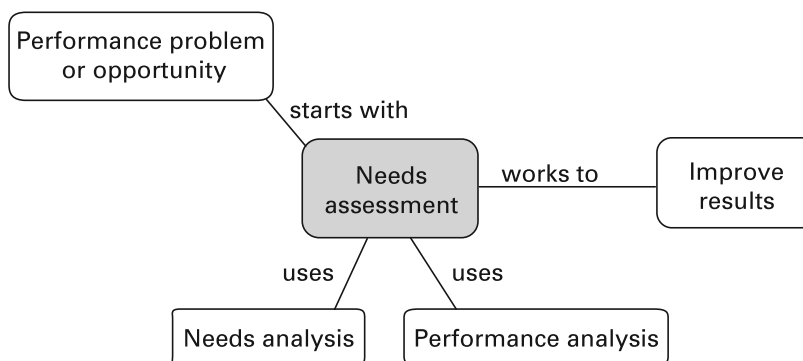 Performance problem
or opportunity
starts with
Needs
assessment
works to
Improve
results
uses
uses
Needs analysis
Performance analysis